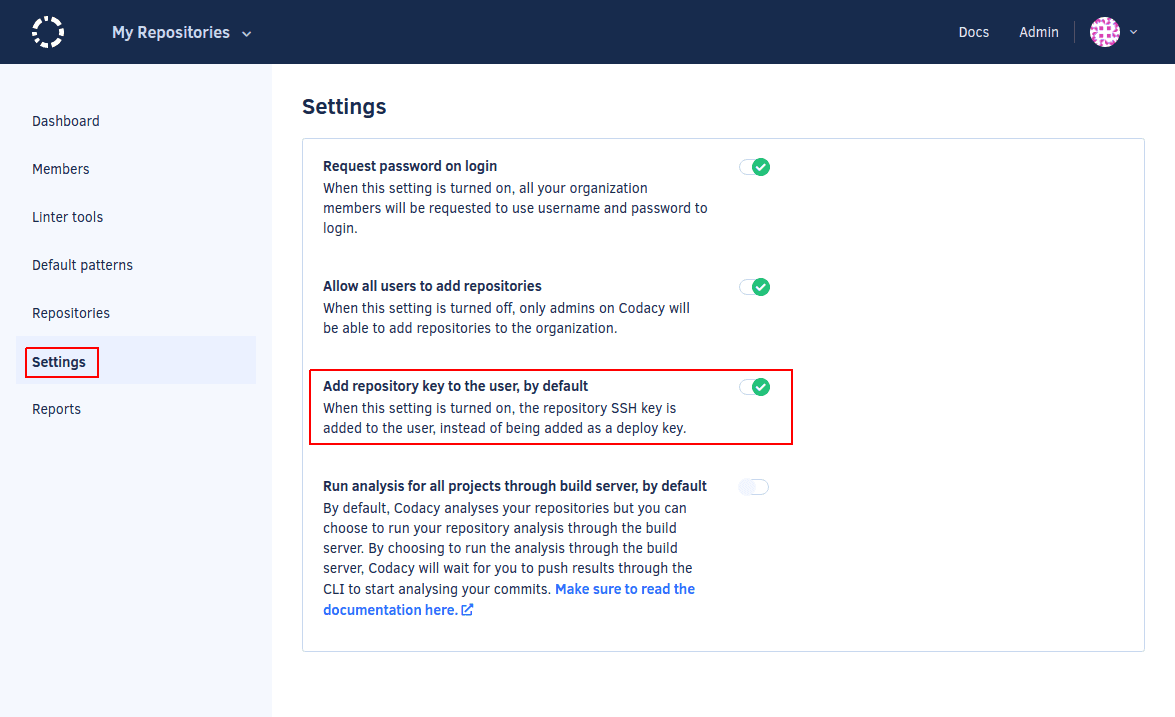 My Repositories
Docs
Admin
Dashboard
Members
Linter tools
Default patterns
Repositories
Settings
Reports
Settings
Request password on login
When this setting is turned on, all your organization
members will be requested to use username and password to
login.
Allow all users to add repositories
When this setting is turned off, only admins on Codacy will
be able to add repositories to the organization.
Add repository key to the user, by default
When this setting is turned on, the repository SSH key is
added to the user, instead of being added as a deploy key.
Run analysis for all projects through build server, by default
By default, Codacy analyses your repositories but you can
choose to run your repository analysis through the build
server. By choosing to run the analysis through the build
server, Codacy will wait for you to push results through the
CLI to start analysing your commits. Make sure to read the
documentation here.